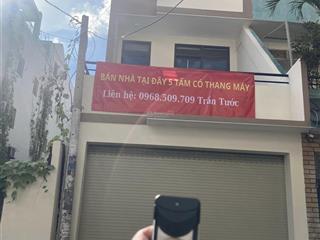 BÁN NHÀ TẠI ĐÂY 5 TẤM CÓ THANG MÁY
Liên hệ: 0968.509.709 Trần Tước